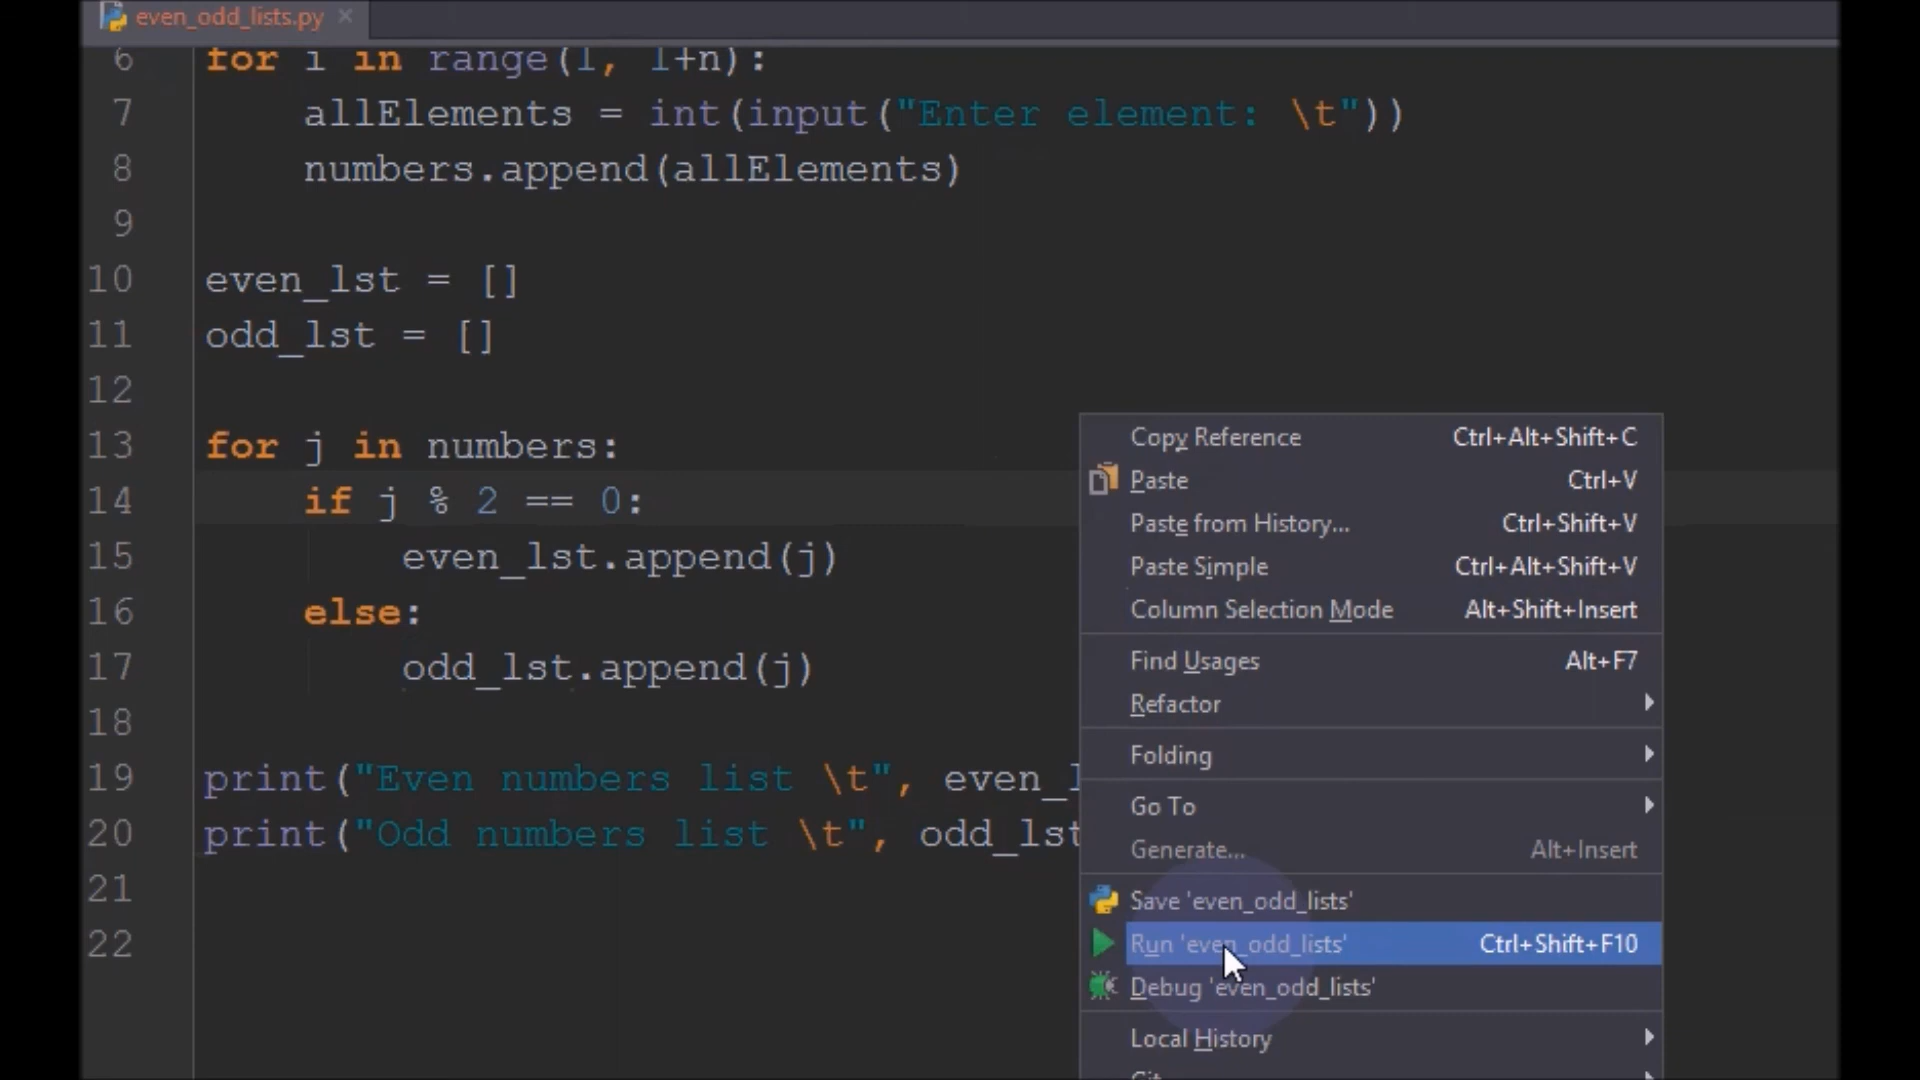 even_odd_lists.py
6 for i in range(1, 1+n):
7 allElements = int(input("Enter element: \t"))
8 numbers.append(allElements)
9
10 even_lst = []
11 odd_lst = []
12
13 for j in numbers:
14 if j % 2 == 0:
15 even_lst.append(j)
16 else:
17 odd_lst.append(j)
18
19 print("Even numbers list \t", even_l
20 print("Odd numbers list \t", odd_lst
21
22
Copy Reference Ctrl+Alt+Shift+C
Paste Ctrl+V
Paste from History... Ctrl+Shift+V
Paste Simple Ctrl+Alt+Shift+V
Column Selection Mode Alt+Shift+Insert
Find Usages Alt+F7
Refactor
Folding
Go To
Generate... Alt+Insert
Save 'even_odd_lists'
Run 'even_odd_lists' Ctrl+Shift+F10
Debug 'even_odd_lists'
Local History